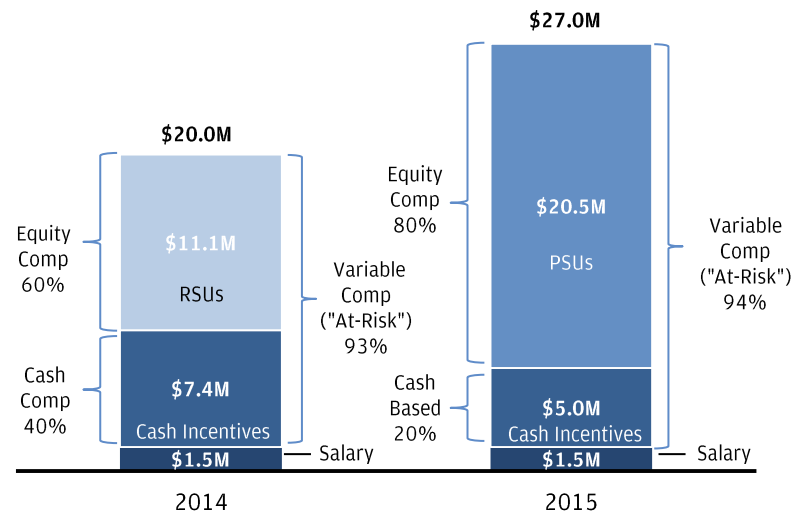 $20.0M
Equity
Comp
60%
$11.1M
RSUs
Variable
Comp
("At-Risk")
93%
Cash
Comp
40%
$7.4M
Cash Incentives
$1.5M
Salary
2014
$27.0M
Equity
Comp
80%
$20.5M
PSUs
Variable
Comp
("At-Risk")
94%
Cash
Based
20%
$5.0M
Cash Incentives
$1.5M
Salary
2015